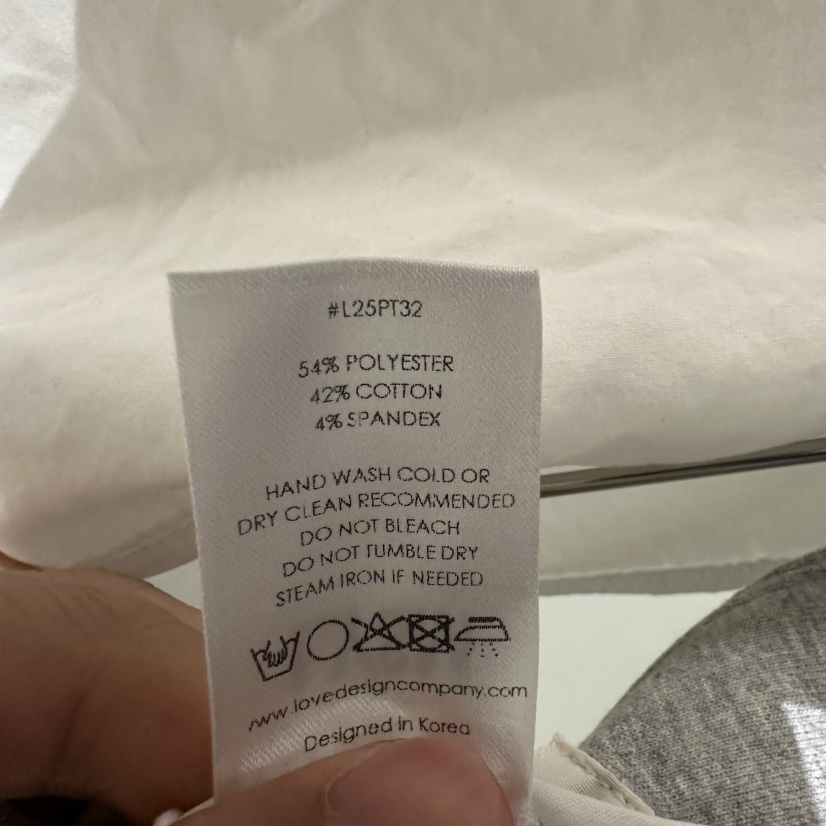 #L25PT32
54% POLYESTER
42% COTTON
4% SPANDEX
HAND WASH COLD OR
DRY CLEAN RECOMMENDED
DO NOT BLEACH
DO NOT TUMBLE DRY
STEAM IRON IF NEEDED
www.lovedesigncompany.com
Designed in Korea